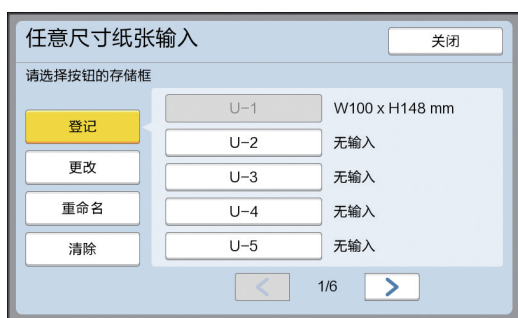 任意尺寸纸张输入
关闭
请选择按钮的存储框
登记
更改
重命名
清除
U-1 W100 x H148 mm
U-2 无输入
U-3 无输入
U-4 无输入
U-5 无输入
1/6